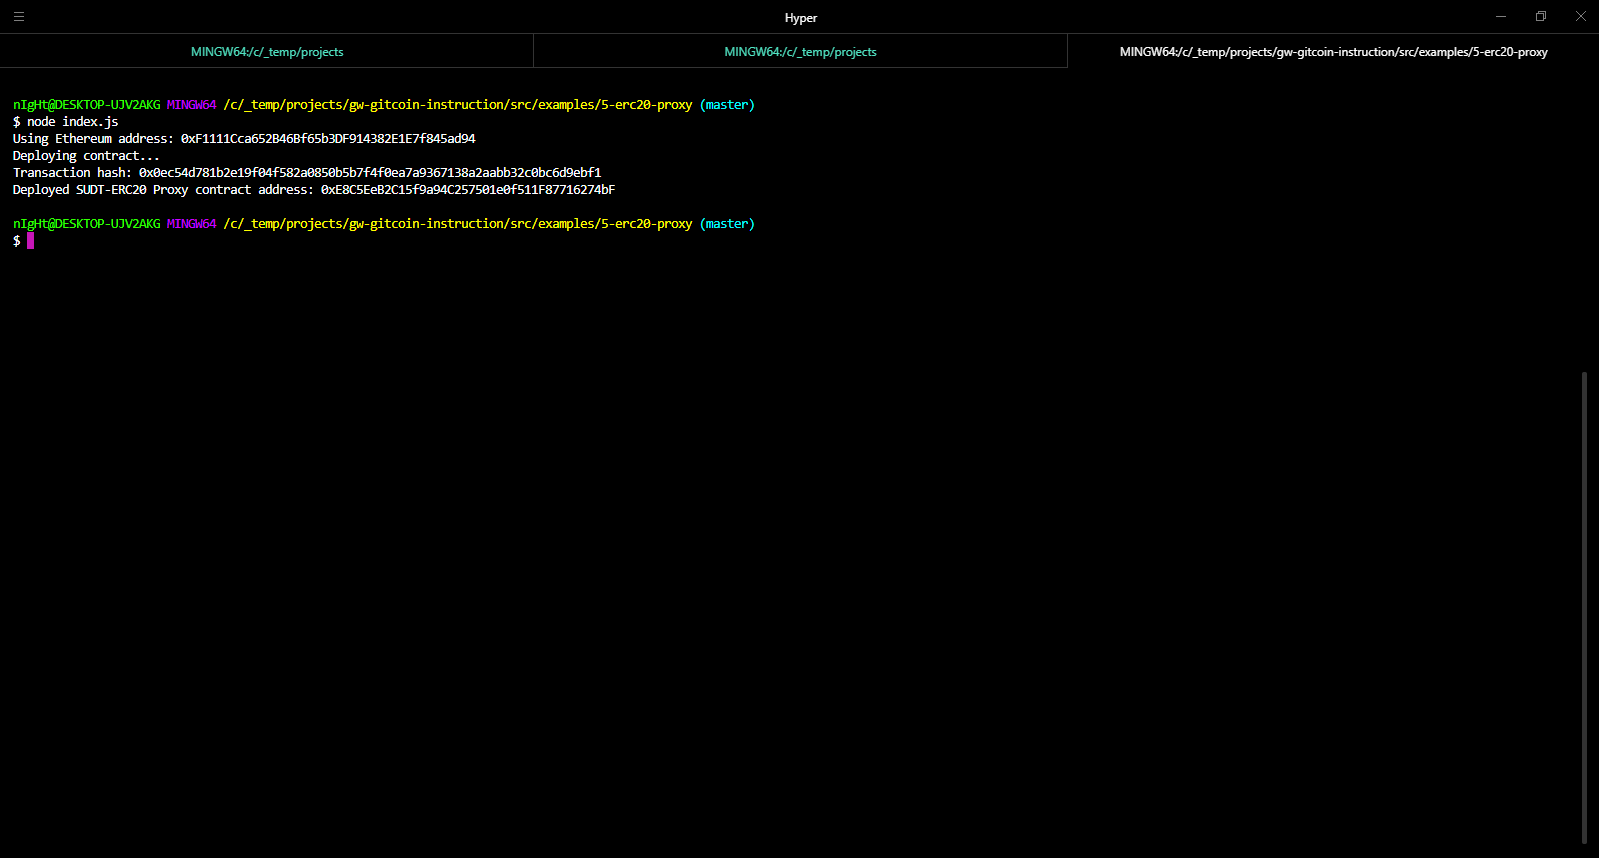 Hyper
MINGW64:/c/_temp/projects
MINGW64:/c/_temp/projects
MINGW64:/c/_temp/projects/gw-gitcoin-instruction/src/examples/5-erc20-proxy
nIgHt@DESKTOP-UJV2AKG MINGW64 /c/_temp/projects/gw-gitcoin-instruction/src/examples/5-erc20-proxy (master)
$ node index.js
Using Ethereum address: 0xF1111Cca652B46Bf65b3DF914382E1E7f845ad94
Deploying contract...
Transaction hash: 0x0ec54d781b2e19f04f582a0850b5b7f4f0ea7a9367138a2aabb32c0bc6d9ebf1
Deployed SUDT-ERC20 Proxy contract address: 0xE8C5EeB2C15f9a94C257501e0f511F87716274bF
nIgHt@DESKTOP-UJV2AKG MINGW64 /c/_temp/projects/gw-gitcoin-instruction/src/examples/5-erc20-proxy (master)
$